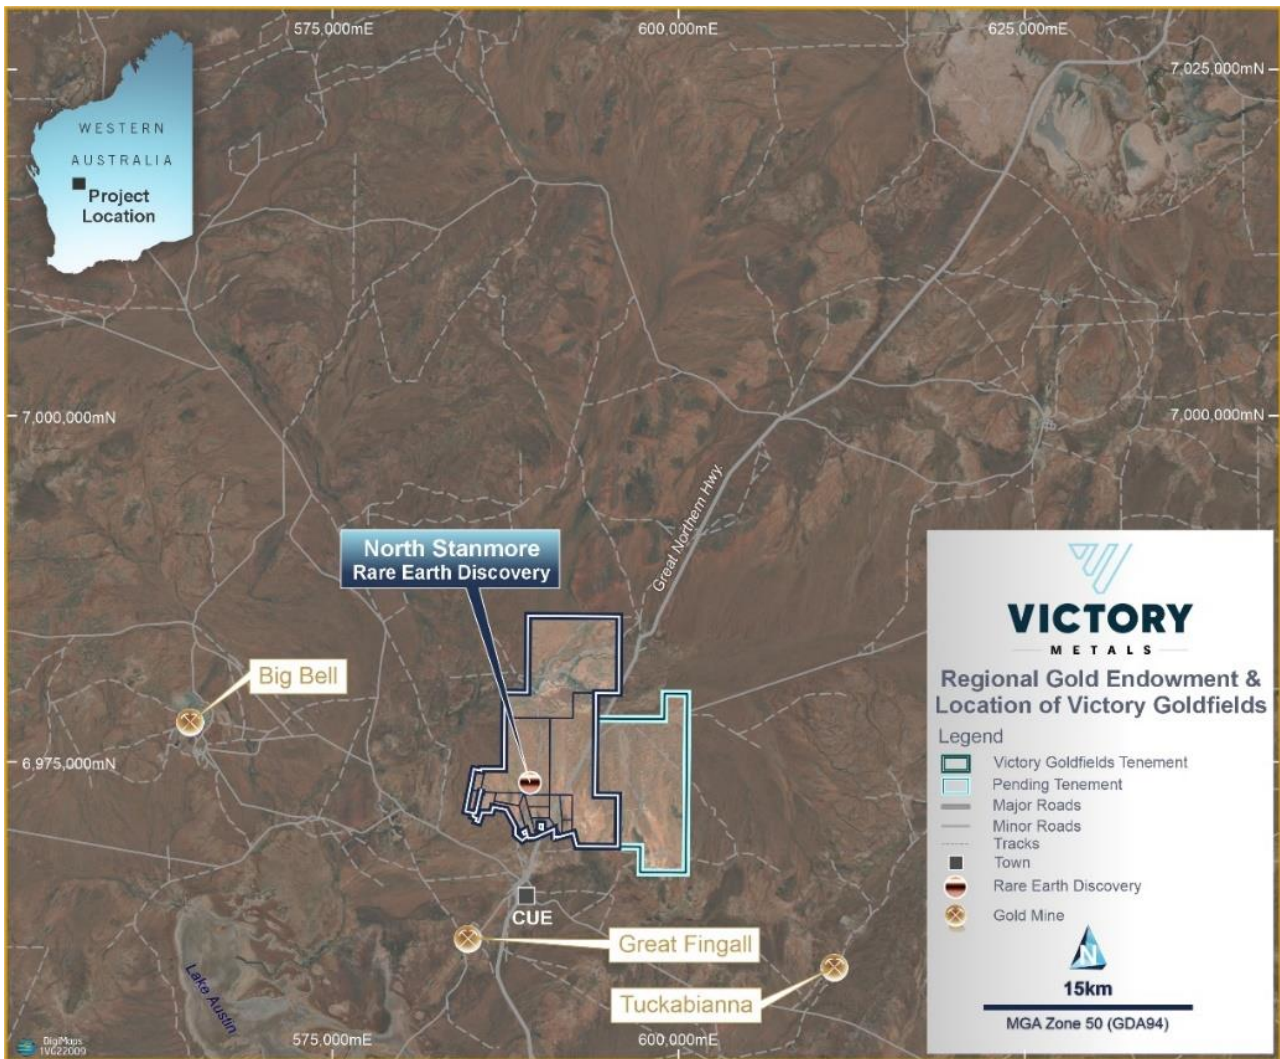 575,000mE
600,000mE
625,000mE
7,025,000mN
WESTERN
AUSTRALIA
Project
Location
7,000,000mN
7,000,000mN
Great Northern Hwy.
North Stanmore
Rare Earth Discovery
Big Bell
6,975,000mN
CUE
Great Fingall
Tuckabianna
Lake Austin
575,000mE
600,000mE
DigiMaps
1VG22009
VICTORY
METALS
Regional Gold Endowment &
Location of Victory Goldfields
Legend
Victory Goldfields Tenement
Pending Tenement
Major Roads
Minor Roads
Tracks
Town
Rare Earth Discovery
Gold Mine
N
15km
MGA Zone 50 (GDA94)